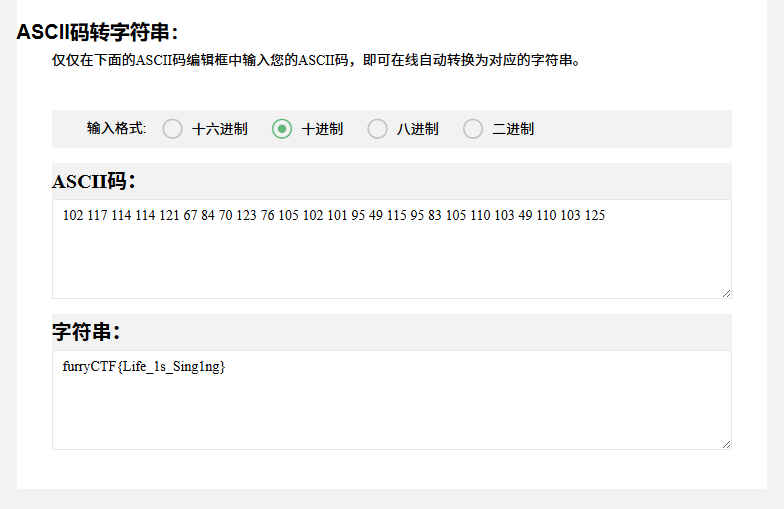 ASCII码转字符串：
仅仅在下面的ASCII码编辑框中输入您的ASCII码，即可在线自动转换为对应的字符串。
输入格式: 十六进制 十进制 八进制 二进制
ASCII码：
102 117 114 114 121 67 84 70 123 76 105 102 101 95 49 115 95 83 105 110 103 49 110 103 125
字符串：
furryCTF{Life_1s_Sing1ng}